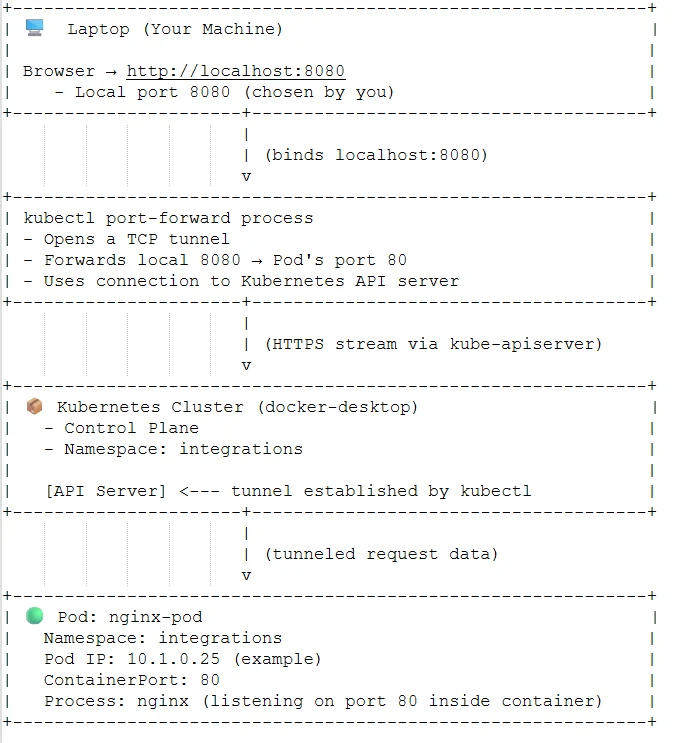 +-------------------------------------------------------------+
| 🖥️ Laptop (Your Machine) |
| |
| Browser → http://localhost:8080 |
| - Local port 8080 (chosen by you) |
+----------------------+--------------------------------------+
|
| (binds localhost:8080)
v
+-------------------------------------------------------------+
| kubectl port-forward process |
| - Opens a TCP tunnel |
| - Forwards local 8080 → Pod's port 80 |
| - Uses connection to Kubernetes API server |
+----------------------+--------------------------------------+
|
| (HTTPS stream via kube-apiserver)
v
+-------------------------------------------------------------+
| 📦 Kubernetes Cluster (docker-desktop) |
| - Control Plane |
| - Namespace: integrations |
| |
| [API Server] <--- tunnel established by kubectl |
+----------------------+--------------------------------------+
|
| (tunneled request data)
v
+-------------------------------------------------------------+
| 🟢 Pod: nginx-pod |
| Namespace: integrations |
| Pod IP: 10.1.0.25 (example) |
| ContainerPort: 80 |
| Process: nginx (listening on port 80 inside container) |
+-------------------------------------------------------------+